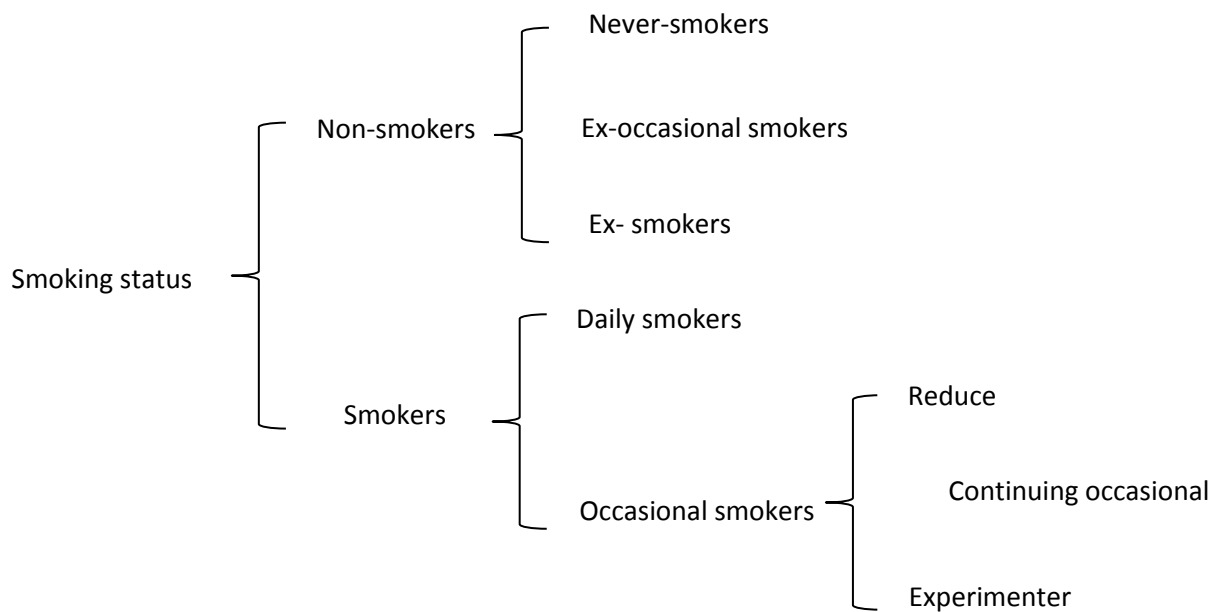 Never-smokers
Non-smokers
Ex-occasional smokers
Ex- smokers
Smoking status
Daily smokers
Smokers
Reduce
Occasional smokers
Continuing occasional
Experimenter